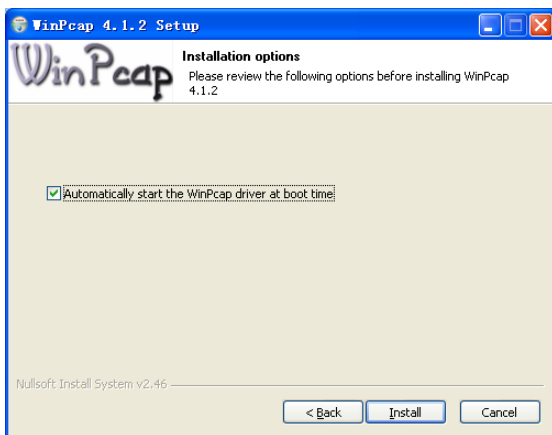 WinPcap 4.1.2 Setup
WinPcap
Installation options
Please review the following options before installing WinPcap
4.1.2
Automatically start the WinPcap driver at boot time
Nullsoft Install System v2.46
< Back
Install
Cancel